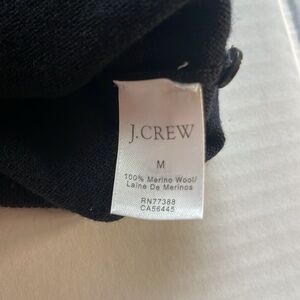 J.CREW
M
100% Merino Wool/
Laine De Merinos
RN77388
CA56445